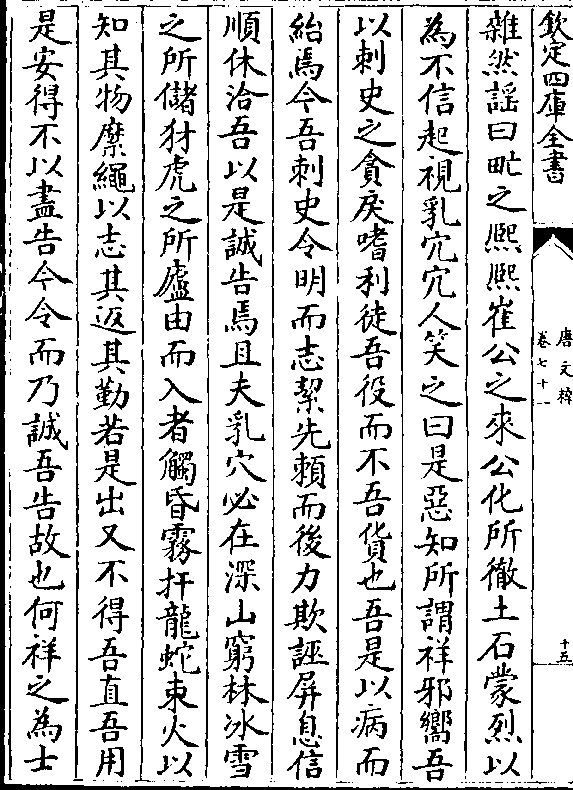 欽定四庫全書
唐文粹
卷七十一
十五
雜然謡曰甿之熈熈崔公之來公化所徹土石蒙烈以
為不信起視乳穴穴人笑之曰是惡知所謂祥邪嚮吾
以刺史之貪戾嗜利徒吾役而不吾貨也吾是以病而
紿焉今吾刺史令明而志潔先頼而後力欺誣屏息信
順休洽吾以是誠告焉且夫乳穴必在深山窮林冰雪
之所儲豺虎之所廬由而入者觸昏霧扞龍蛇束火以
知其物縻繩以志其返其勤若是出又不得吾直吾用
是安得不以盡告今令而乃誠吾告故也何祥之為士